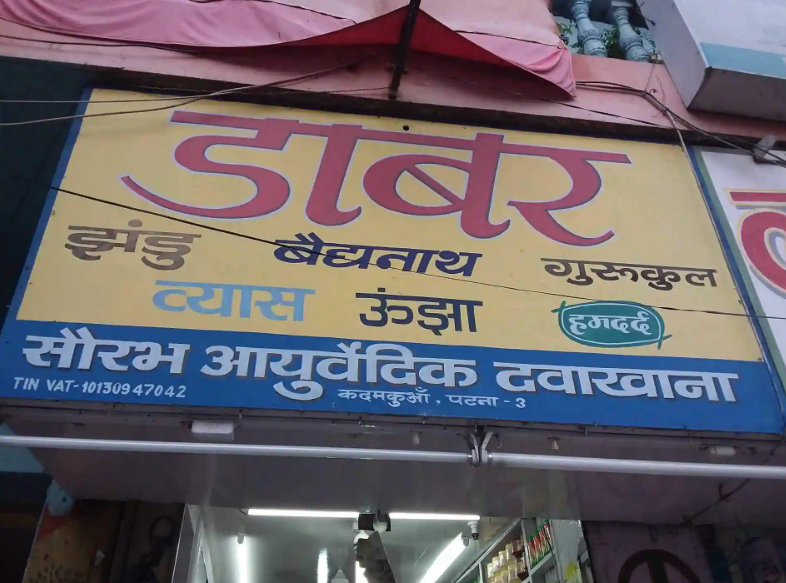 डाबर
झंडु बैद्यनाथ गुरूकुल
व्यास ऊंझा हमदर्द
सौरभ आयुर्वेदिक दवाखाना
TIN VAT-10130947042 कदमकुआँ, पटना - 3